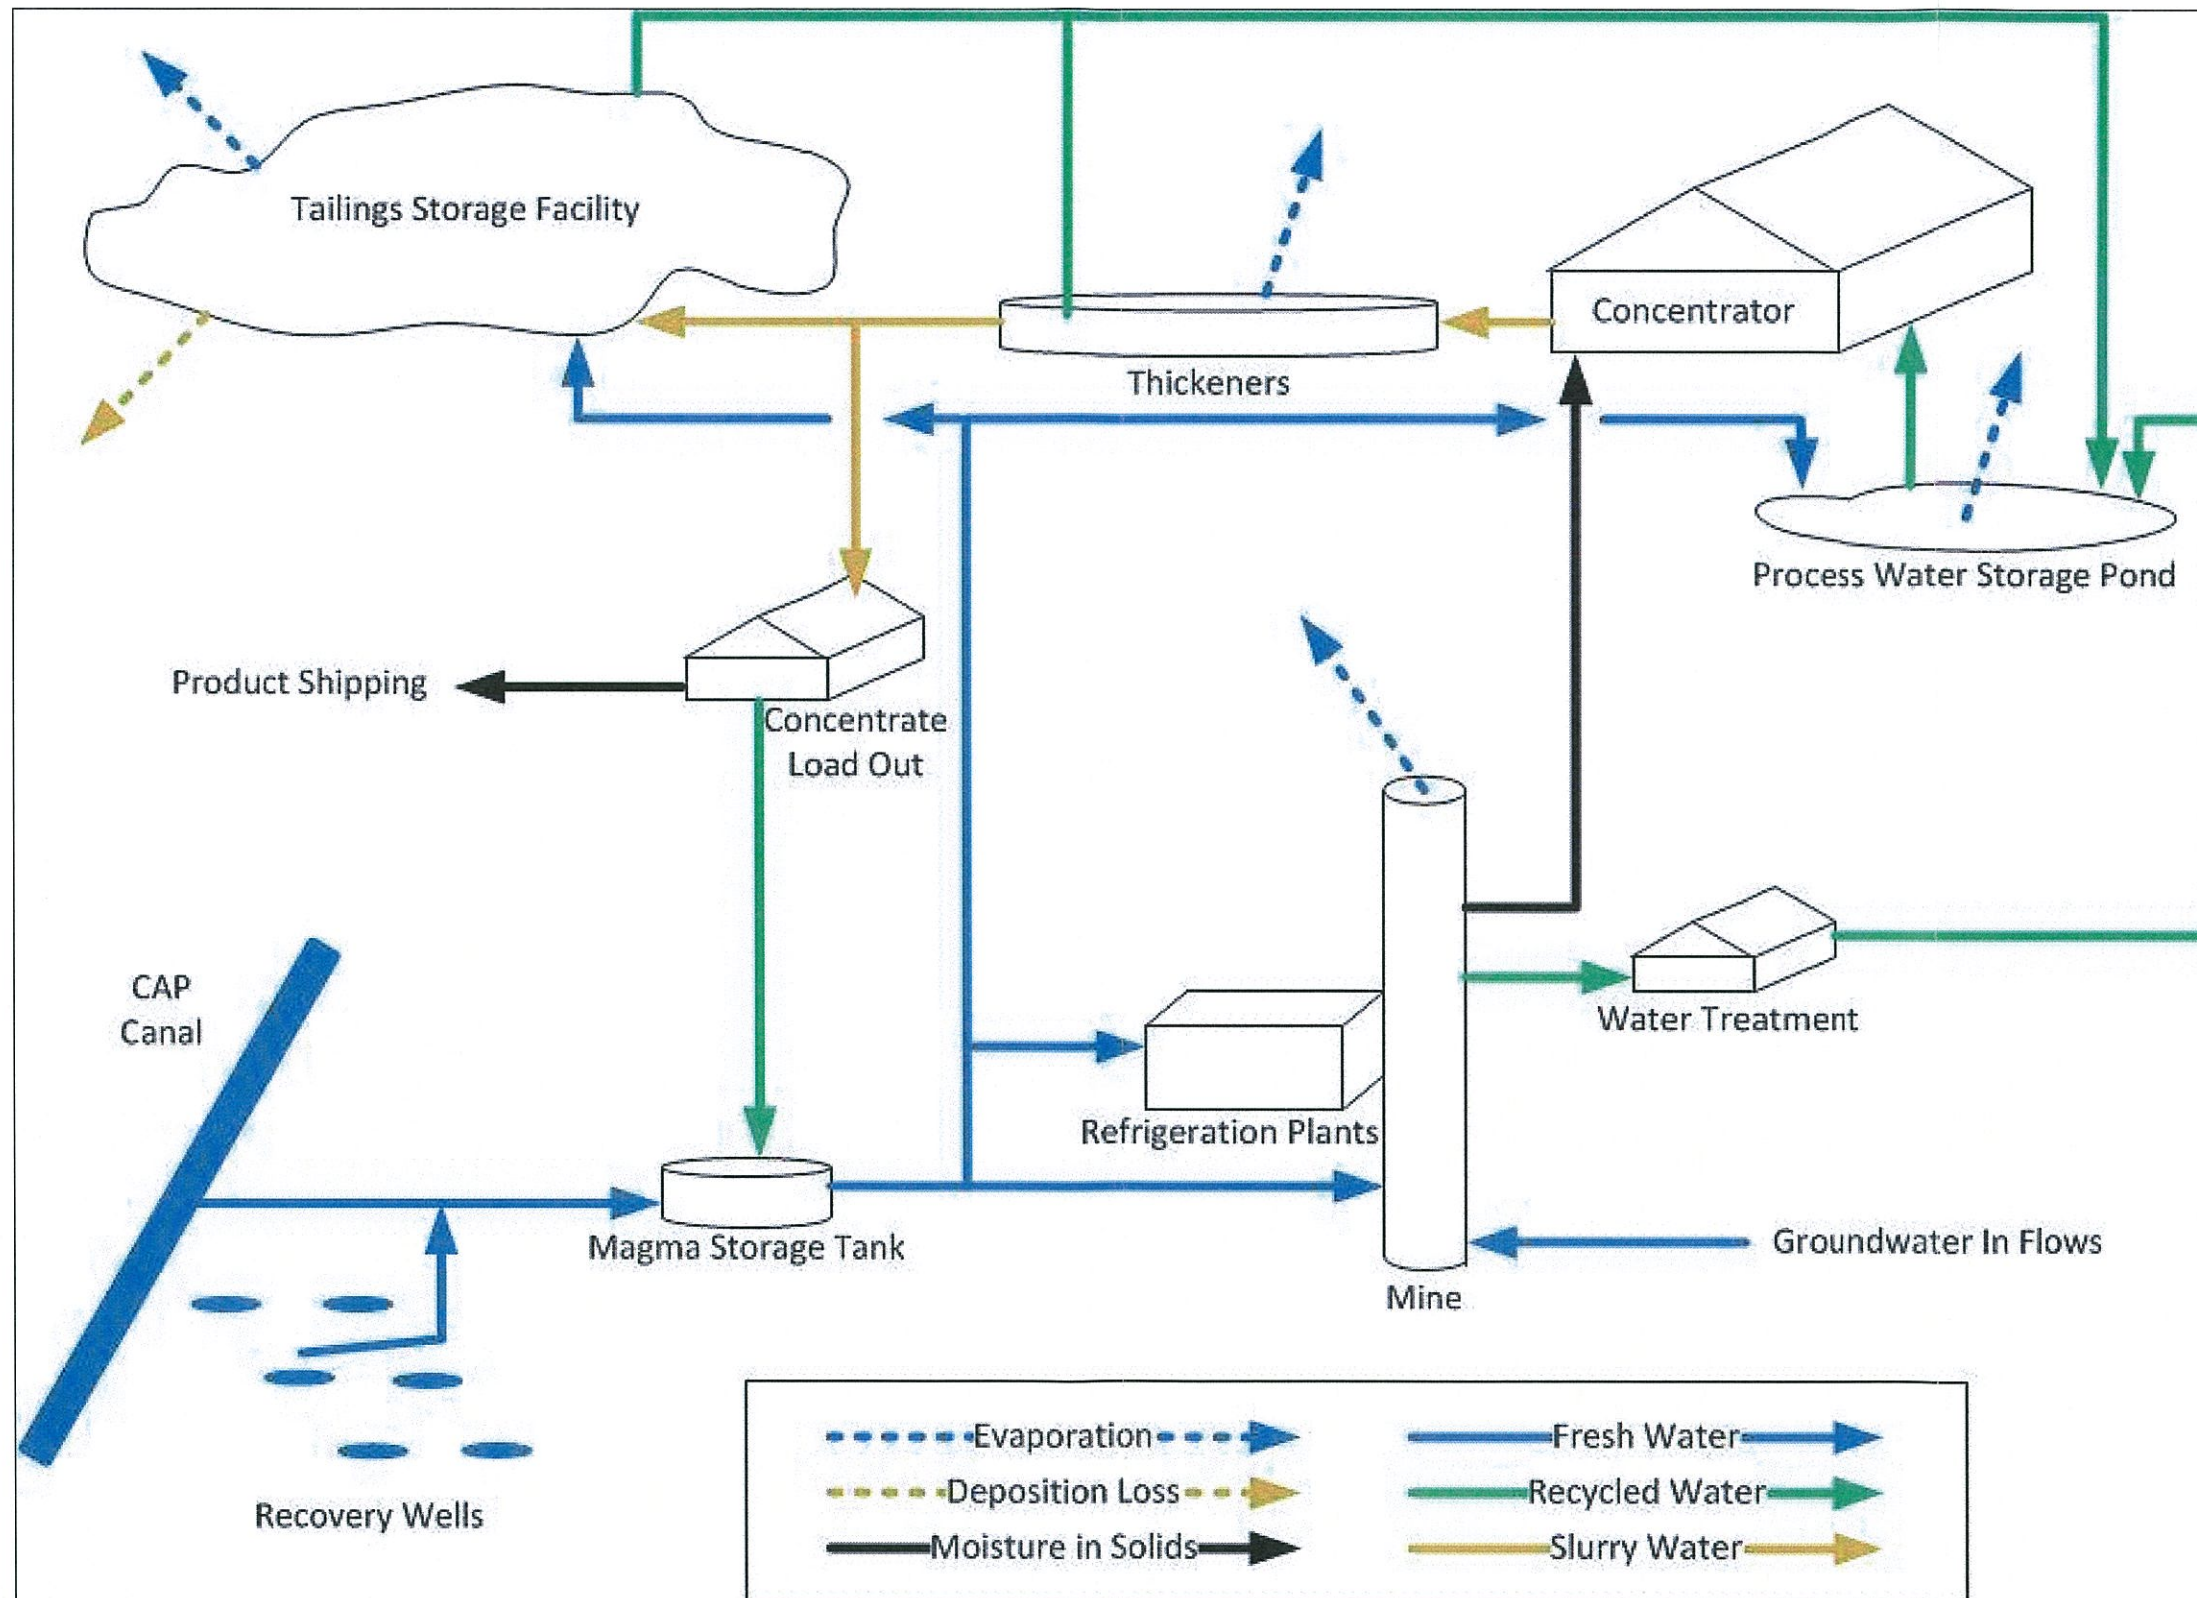 Tailings Storage Facility
Concentrator
Thickeners
Process Water Storage Pond
Product Shipping
Concentrate
Load Out
CAP
Canal
Water Treatment
Refrigeration Plants
Magma Storage Tank
Groundwater In Flows
Mine
Recovery Wells
Evaporation
Fresh Water
Deposition Loss
Recycled Water
Moisture in Solids
Slurry Water